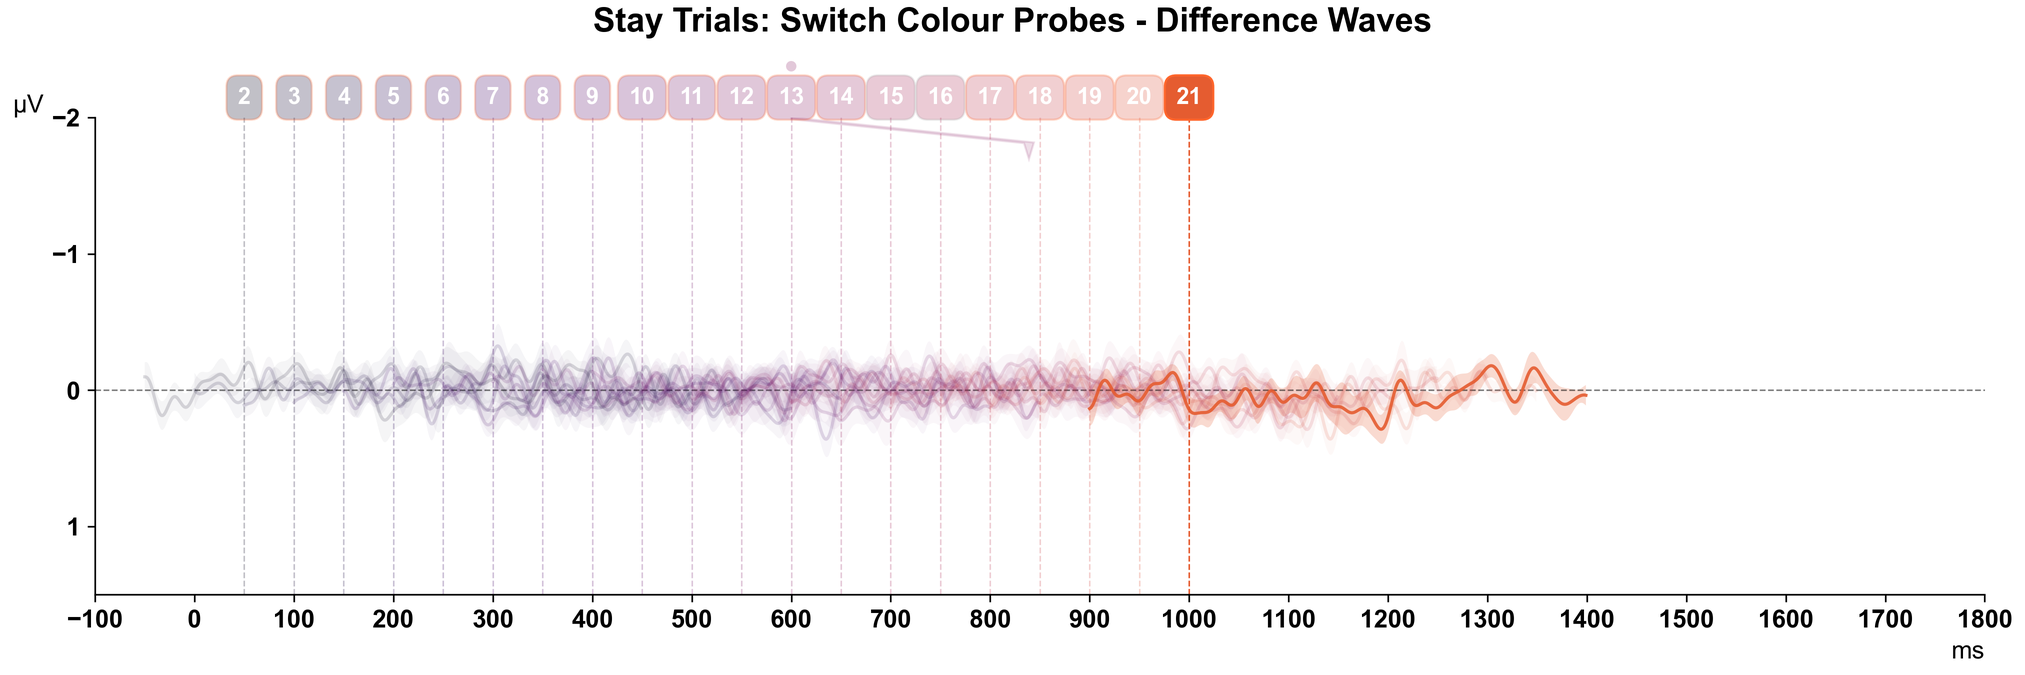 Stay Trials: Switch Colour Probes - Difference Waves
2 3 4 5 6 7 8 9 10 11 12 13 14 15 16 17 18 19 20 21
µV
−2
−1
0
1
−100 0 100 200 300 400 500 600 700 800 900 1000 1100 1200 1300 1400 1500 1600 1700 1800
ms